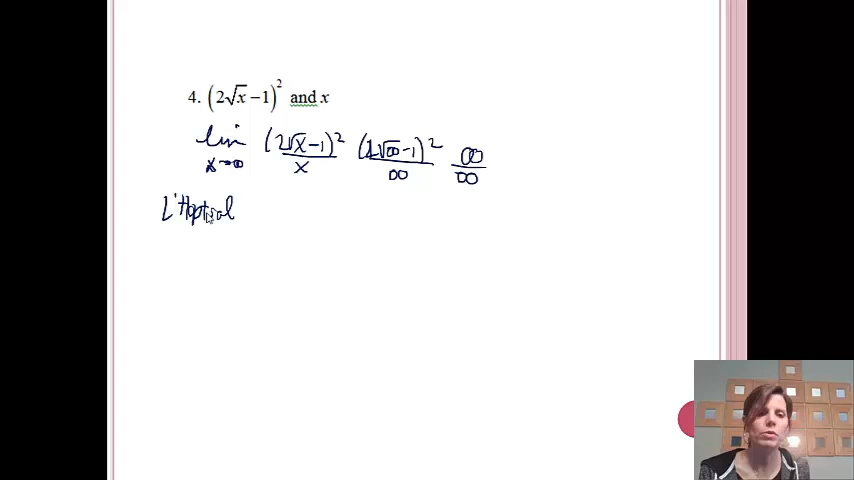 4. (2√x − 1)² and x
lim x→∞ (2√x − 1)²/x (2√∞ − 1)²/∞ ∞/∞
L'Hopital